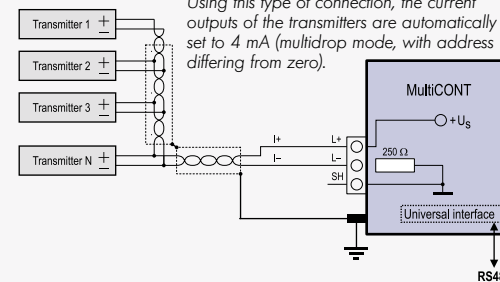 Using this type of connection, the current
outputs of the transmitters are automatically
set to 4 mA (multidrop mode, with address
differing from zero).
Transmitter 1 + –
Transmitter 2 + –
Transmitter 3 + –
Transmitter N + –
MultiCONT
+Us
I+ L+
250 Ω
I– L–
SH
Universal interface
RS48